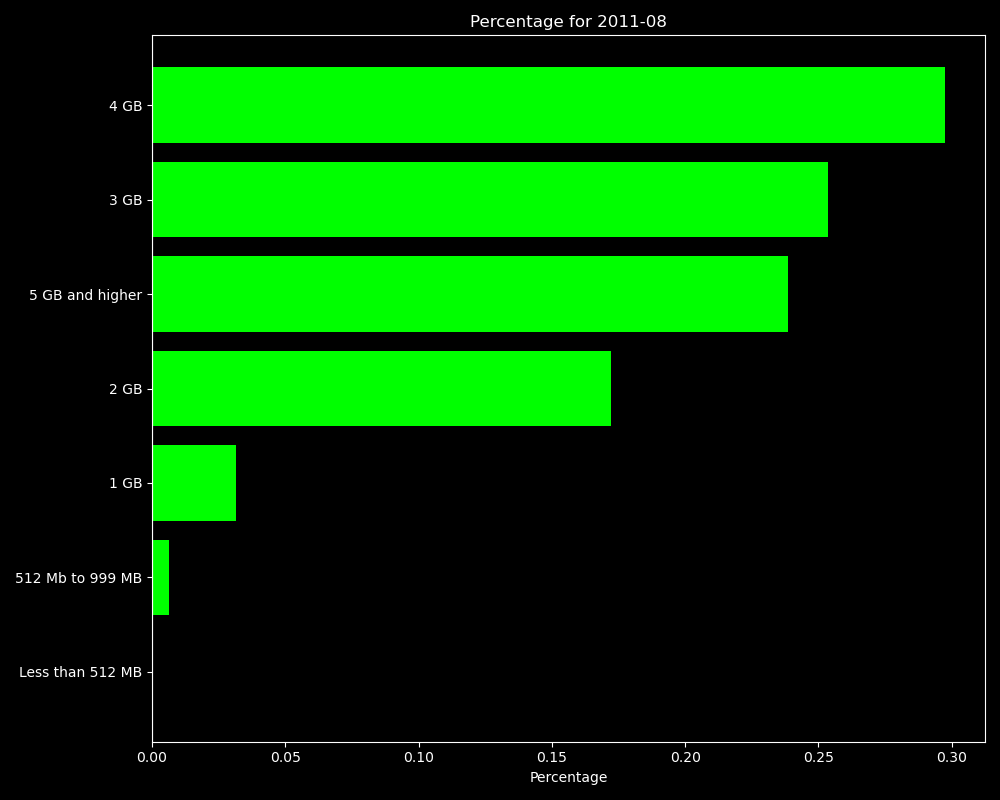 Percentage for 2011-08
4 GB
3 GB
5 GB and higher
2 GB
1 GB
512 Mb to 999 MB
Less than 512 MB
0.00 0.05 0.10 0.15 0.20 0.25 0.30
Percentage